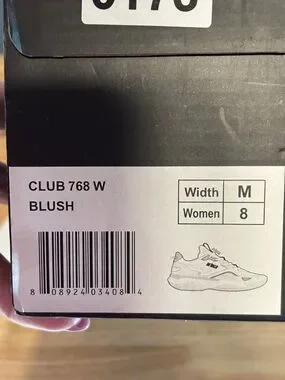 CLUB 768 W
BLUSH
Width M
Women 8
8 08924 03408 4